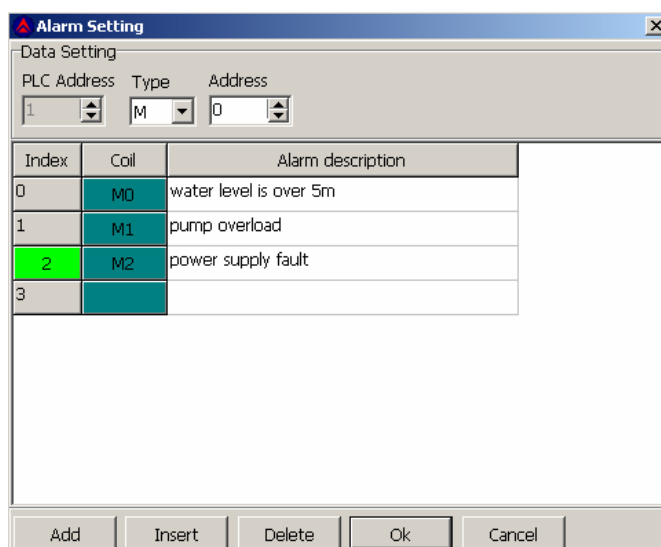 Alarm Setting
Data Setting
PLC Address Type Address
1 M 0
Index Coil Alarm description
0 M0 water level is over 5m
1 M1 pump overload
2 M2 power supply fault
3
Add Insert Delete Ok Cancel